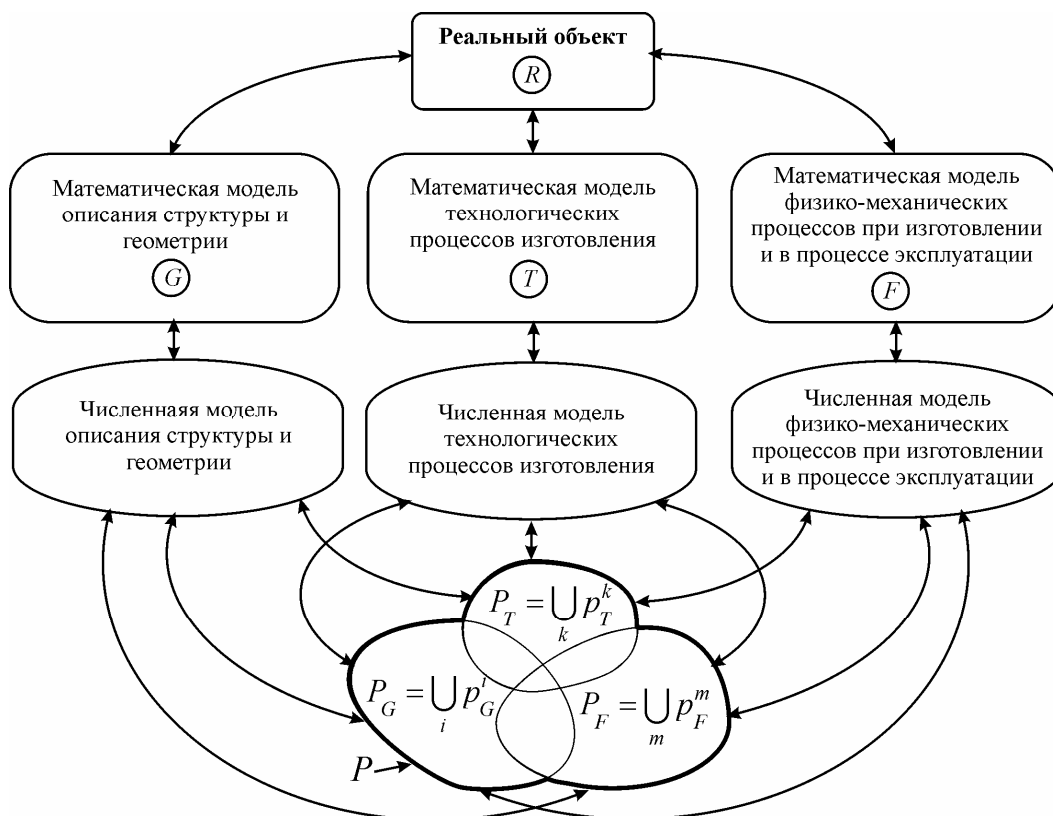 Реальный объект
R
Математическая модель
описания структуры и
геометрии
G
Математическая модель
технологических
процессов изготовления
T
Математическая модель
физико-механических
процессов при изготовлении
и в процессе эксплуатации
F
Численнаяя модель
описания структуры и
геометрии
Численная модель
технологических
процессов изготовления
Численная модель
физико-механических
процессов при изготовлении
и в процессе эксплуатации
P_T = ⋃_k p_T^k
P_G = ⋃_i p_G^i
P_F = ⋃_m p_F^m
P